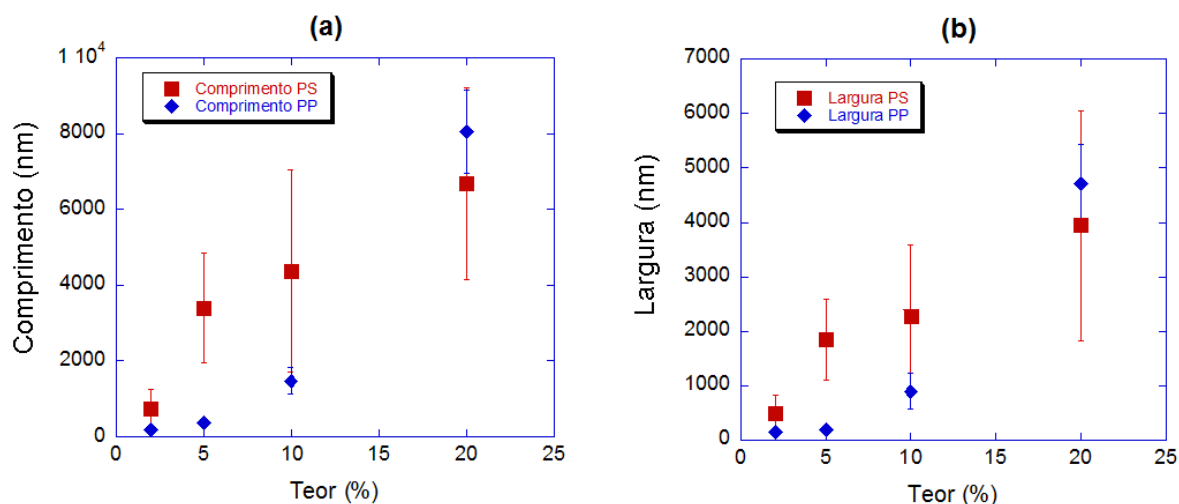 (a)
1 10⁴
8000
6000
4000
2000
0
Comprimento (nm)
Comprimento PS
Comprimento PP
0 5 10 15 20 25
Teor (%)
(b)
7000
6000
5000
4000
3000
2000
1000
0
Largura (nm)
Largura PS
Largura PP
0 5 10 15 20 25
Teor (%)